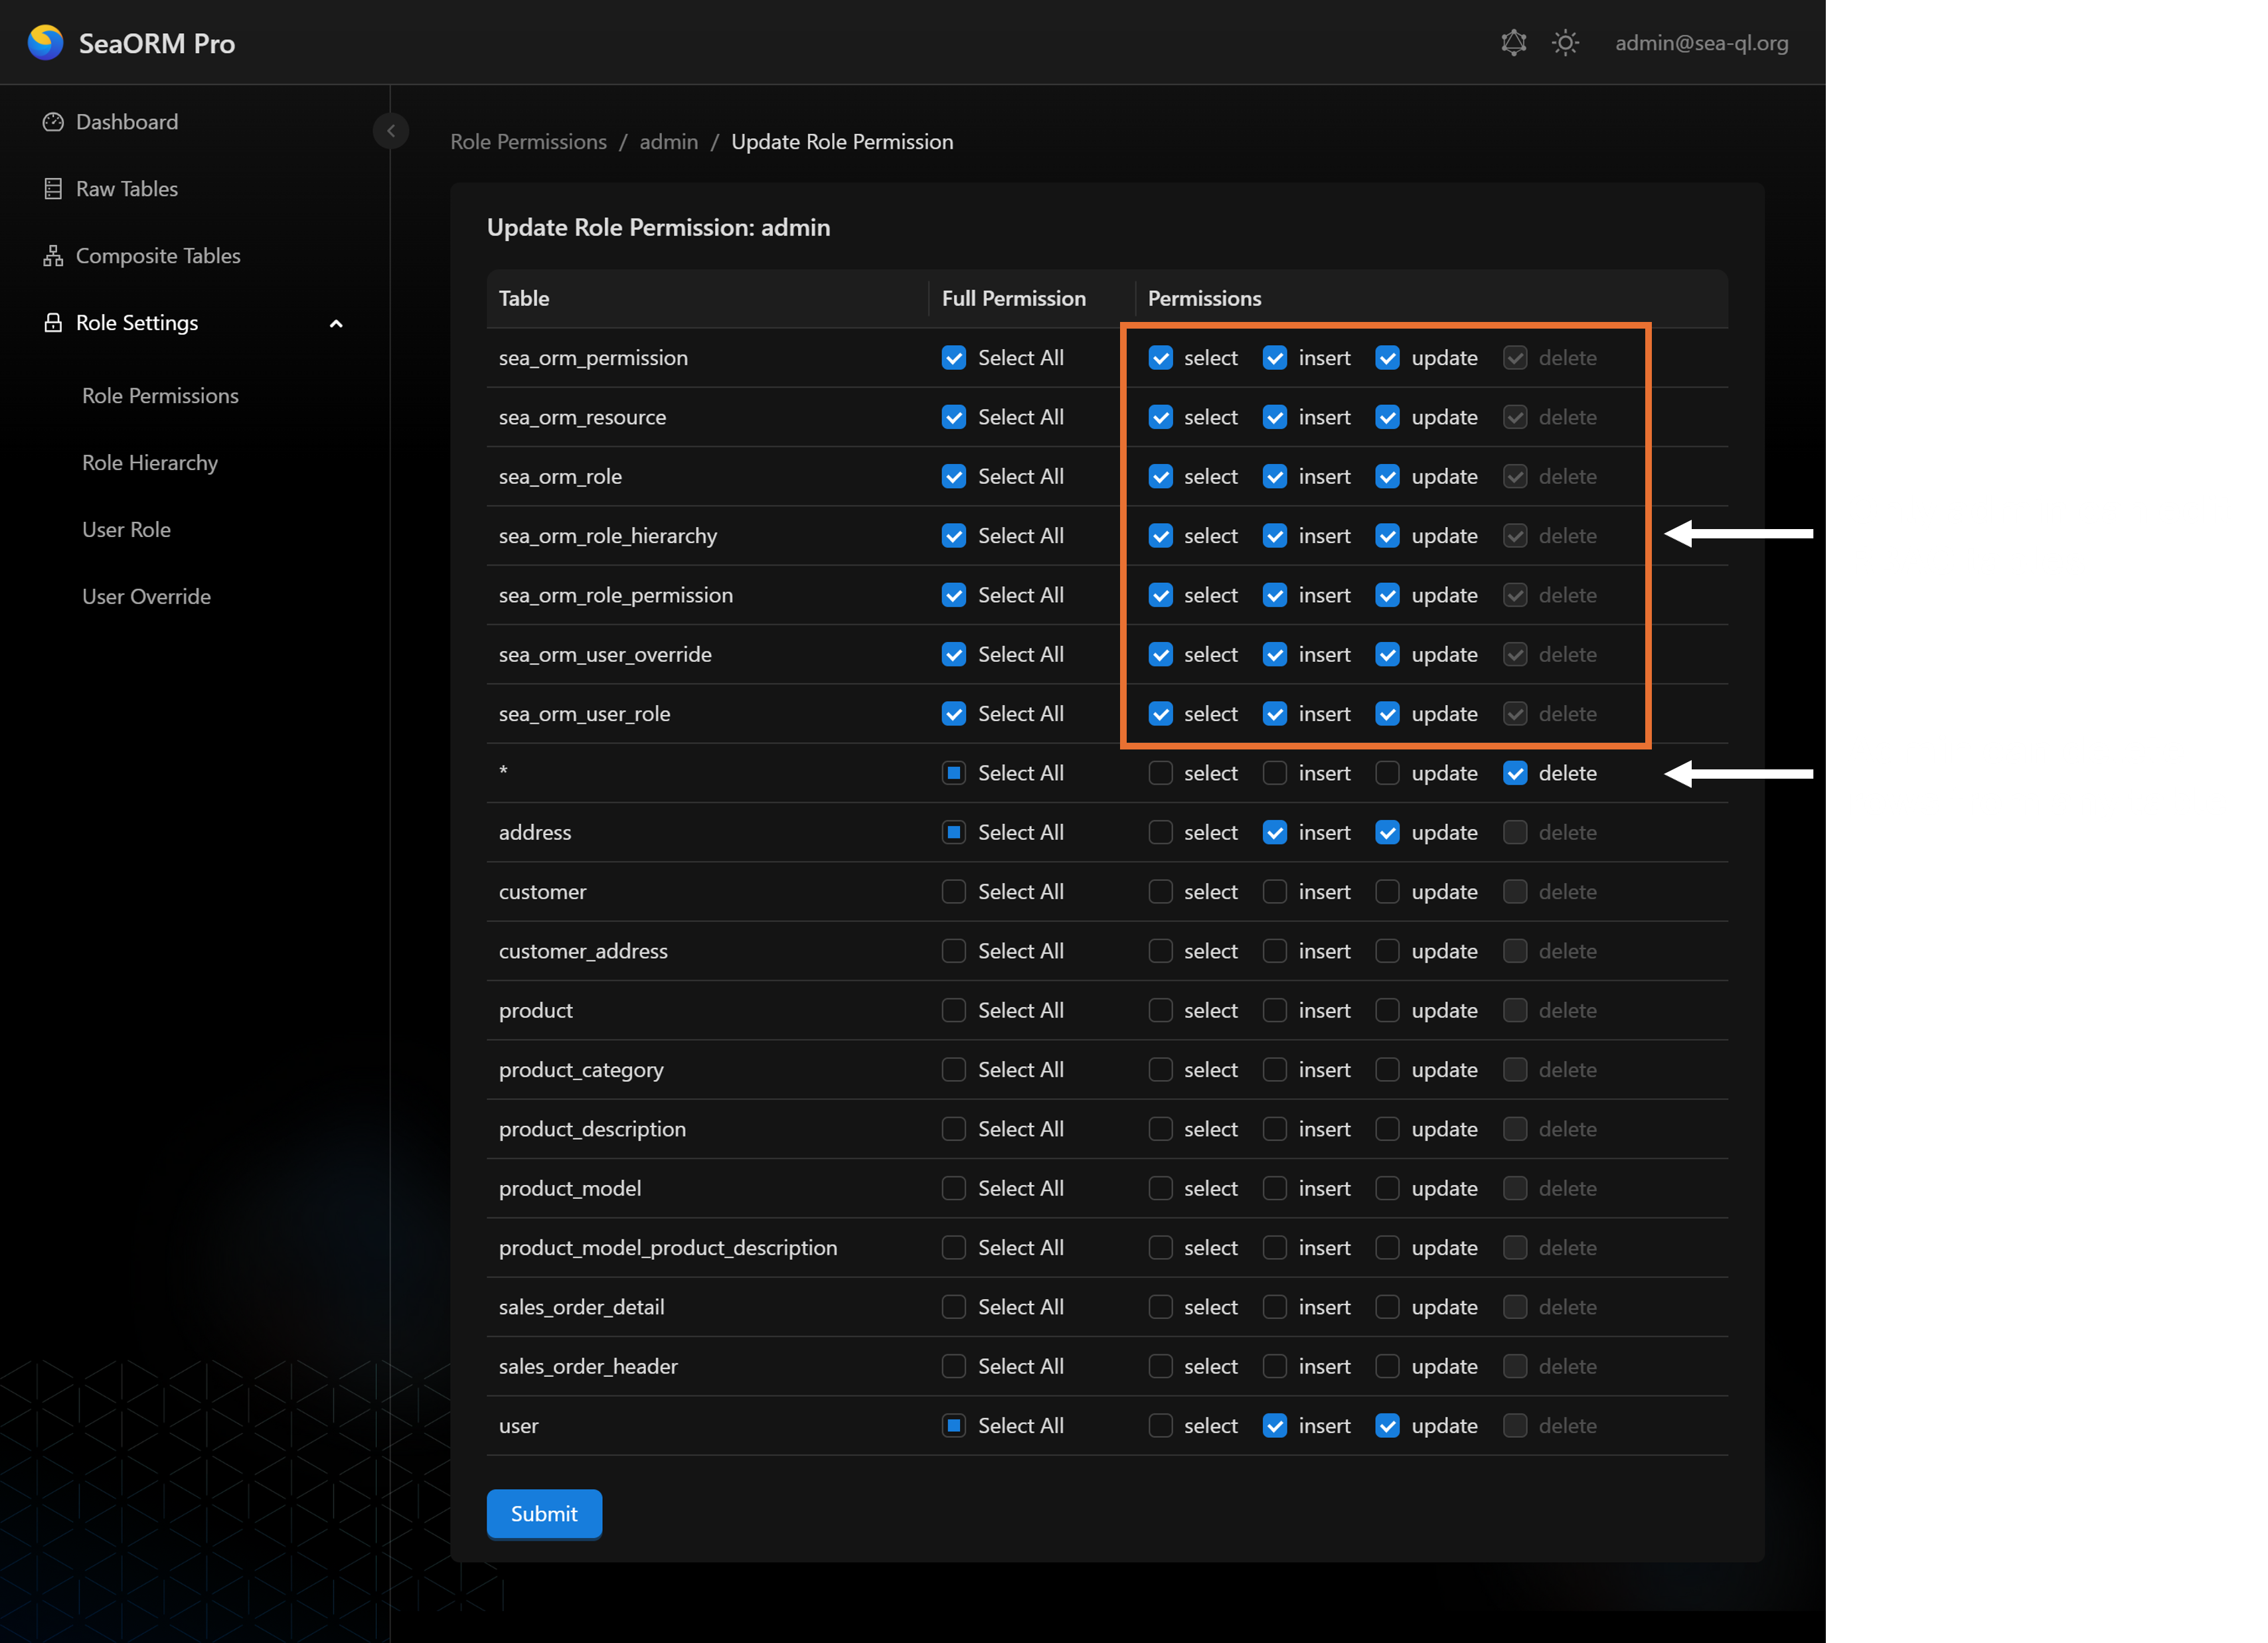 SeaORM Pro
admin@sea-ql.org
Dashboard
Raw Tables
Composite Tables
Role Settings
Role Permissions
Role Hierarchy
User Role
User Override
Role Permissions / admin / Update Role Permission
Update Role Permission: admin
Table Full Permission Permissions
sea_orm_permission Select All select insert update delete
sea_orm_resource Select All select insert update delete
sea_orm_role Select All select insert update delete
sea_orm_role_hierarchy Select All select insert update delete
sea_orm_role_permission Select All select insert update delete
sea_orm_user_override Select All select insert update delete
sea_orm_user_role Select All select insert update delete
* Select All select insert update delete
address Select All select insert update delete
customer Select All select insert update delete
customer_address Select All select insert update delete
product Select All select insert update delete
product_category Select All select insert update delete
product_description Select All select insert update delete
product_model Select All select insert update delete
product_model_product_description Select All select insert update delete
sales_order_detail Select All select insert update delete
sales_order_header Select All select insert update delete
user Select All select insert update delete
Submit